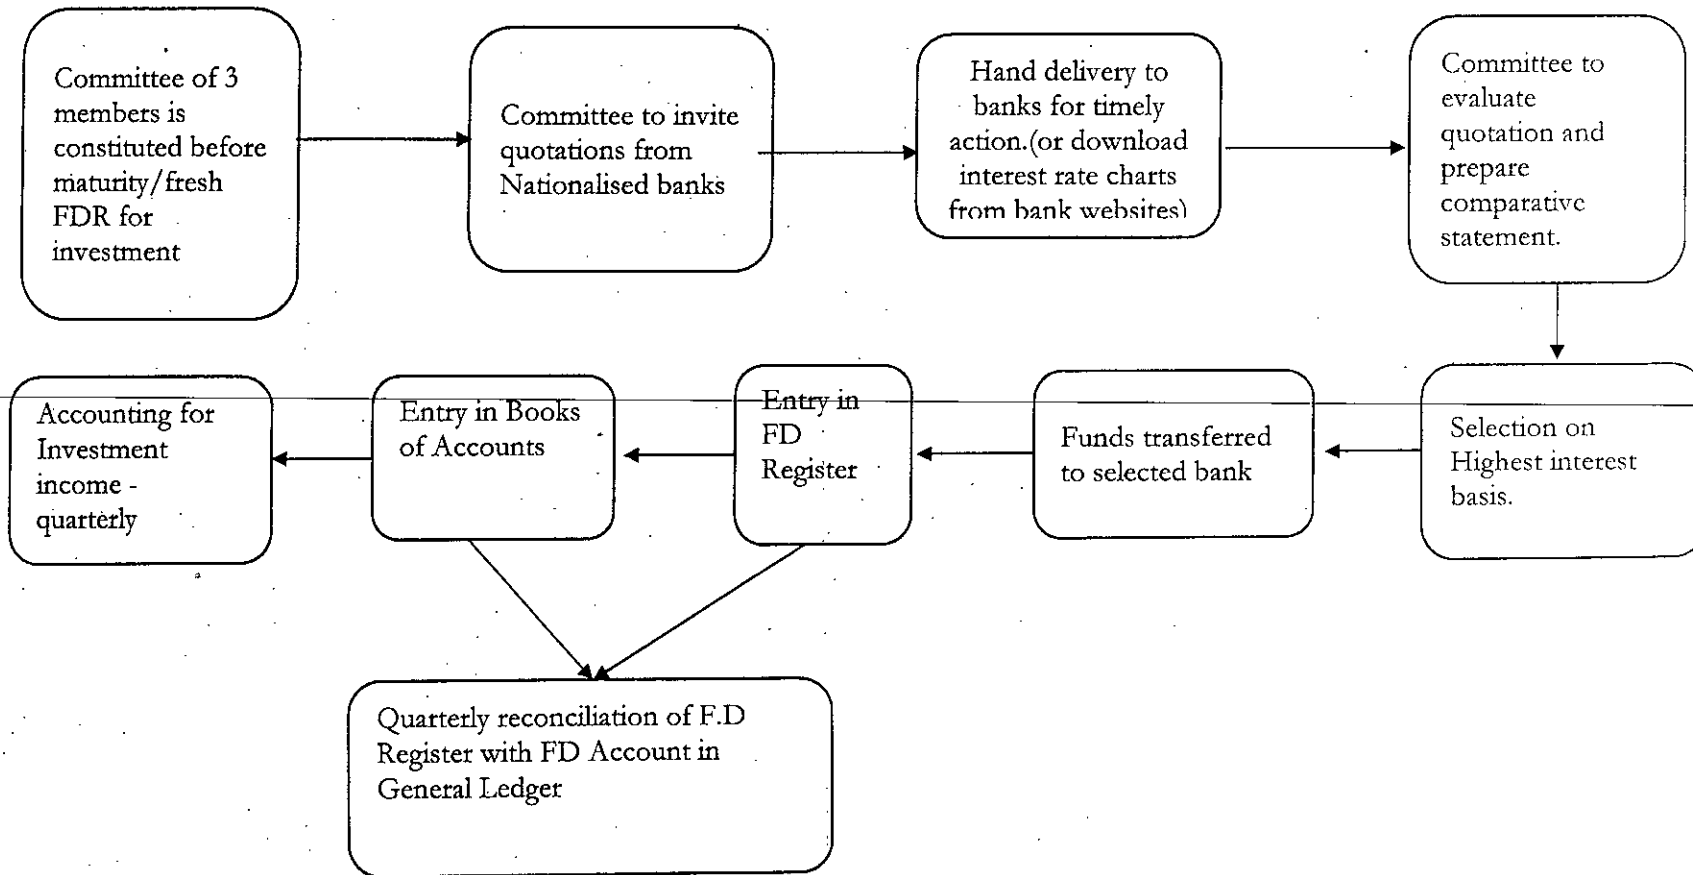 Committee of 3
members is
constituted before
maturity/fresh
FDR for
investment
Committee to invite
quotations from
Nationalised banks
Hand delivery to
banks for timely
action.(or download
interest rate charts
from bank websites)
Committee to
evaluate
quotation and
prepare
comparative
statement.
Selection on
Highest interest
basis.
Funds transferred
to selected bank
Entry in
FD
Register
Entry in Books
of Accounts
Accounting for
Investment
income -
quarterly
Quarterly reconciliation of F.D
Register with FD Account in
General Ledger